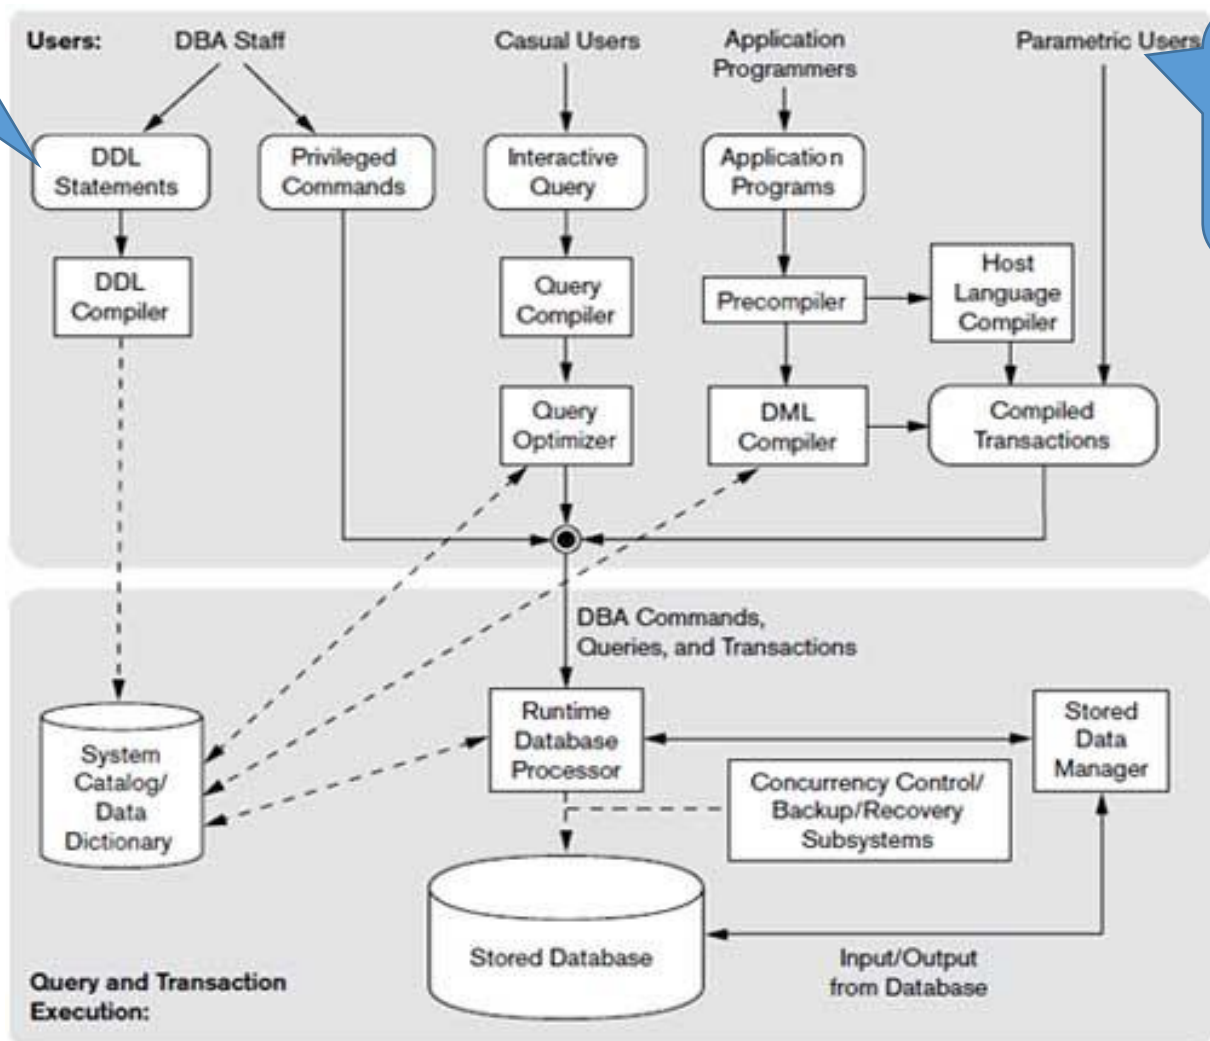 Users:
DBA Staff
Casual Users
Application
Programmers
Parametric Users
DDL
Statements
Privileged
Commands
Interactive
Query
Application
Programs
DDL
Compiler
Query
Compiler
Precompiler
Host
Language
Compiler
Query
Optimizer
DML
Compiler
Compiled
Transactions
DBA Commands,
Queries, and Transactions
System
Catalog/
Data
Dictionary
Runtime
Database
Processor
Stored
Data
Manager
Concurrency Control/
Backup/Recovery
Subsystems
Stored Database
Input/Output
from Database
Query and Transaction
Execution: